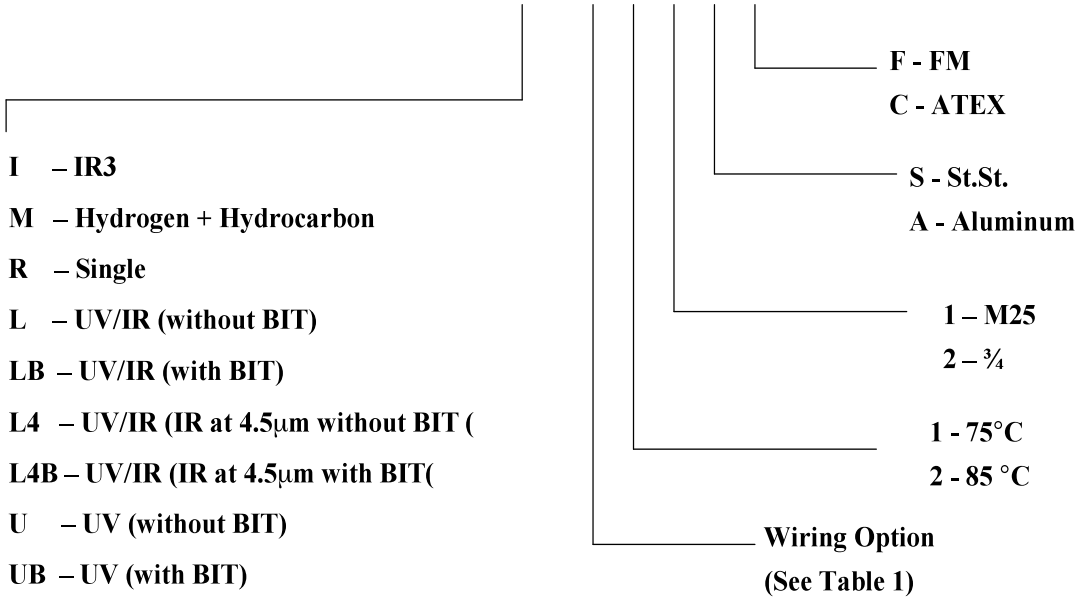 I – IR3
M – Hydrogen + Hydrocarbon
R – Single
L – UV/IR (without BIT)
LB – UV/IR (with BIT)
L4 – UV/IR (IR at 4.5μm without BIT (
L4B – UV/IR (IR at 4.5μm with BIT(
U – UV (without BIT)
UB – UV (with BIT)
F - FM
C - ATEX
S - St.St.
A - Aluminum
1 – M25
2 – ¾
1 - 75°C
2 - 85 °C
Wiring Option
(See Table 1)